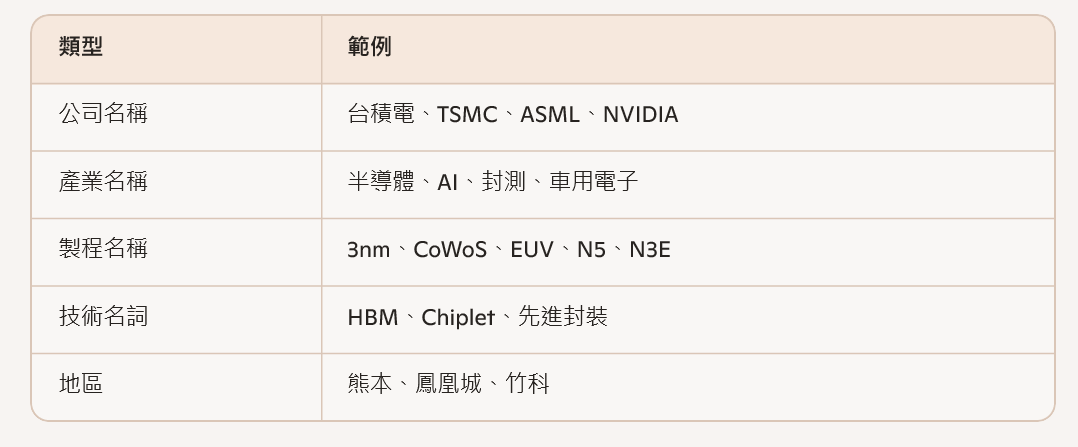 類型 範例
公司名稱 台積電、TSMC、ASML、NVIDIA
產業名稱 半導體、AI、封測、車用電子
製程名稱 3nm、CoWoS、EUV、N5、N3E
技術名詞 HBM、Chiplet、先進封裝
地區 熊本、鳳凰城、竹科